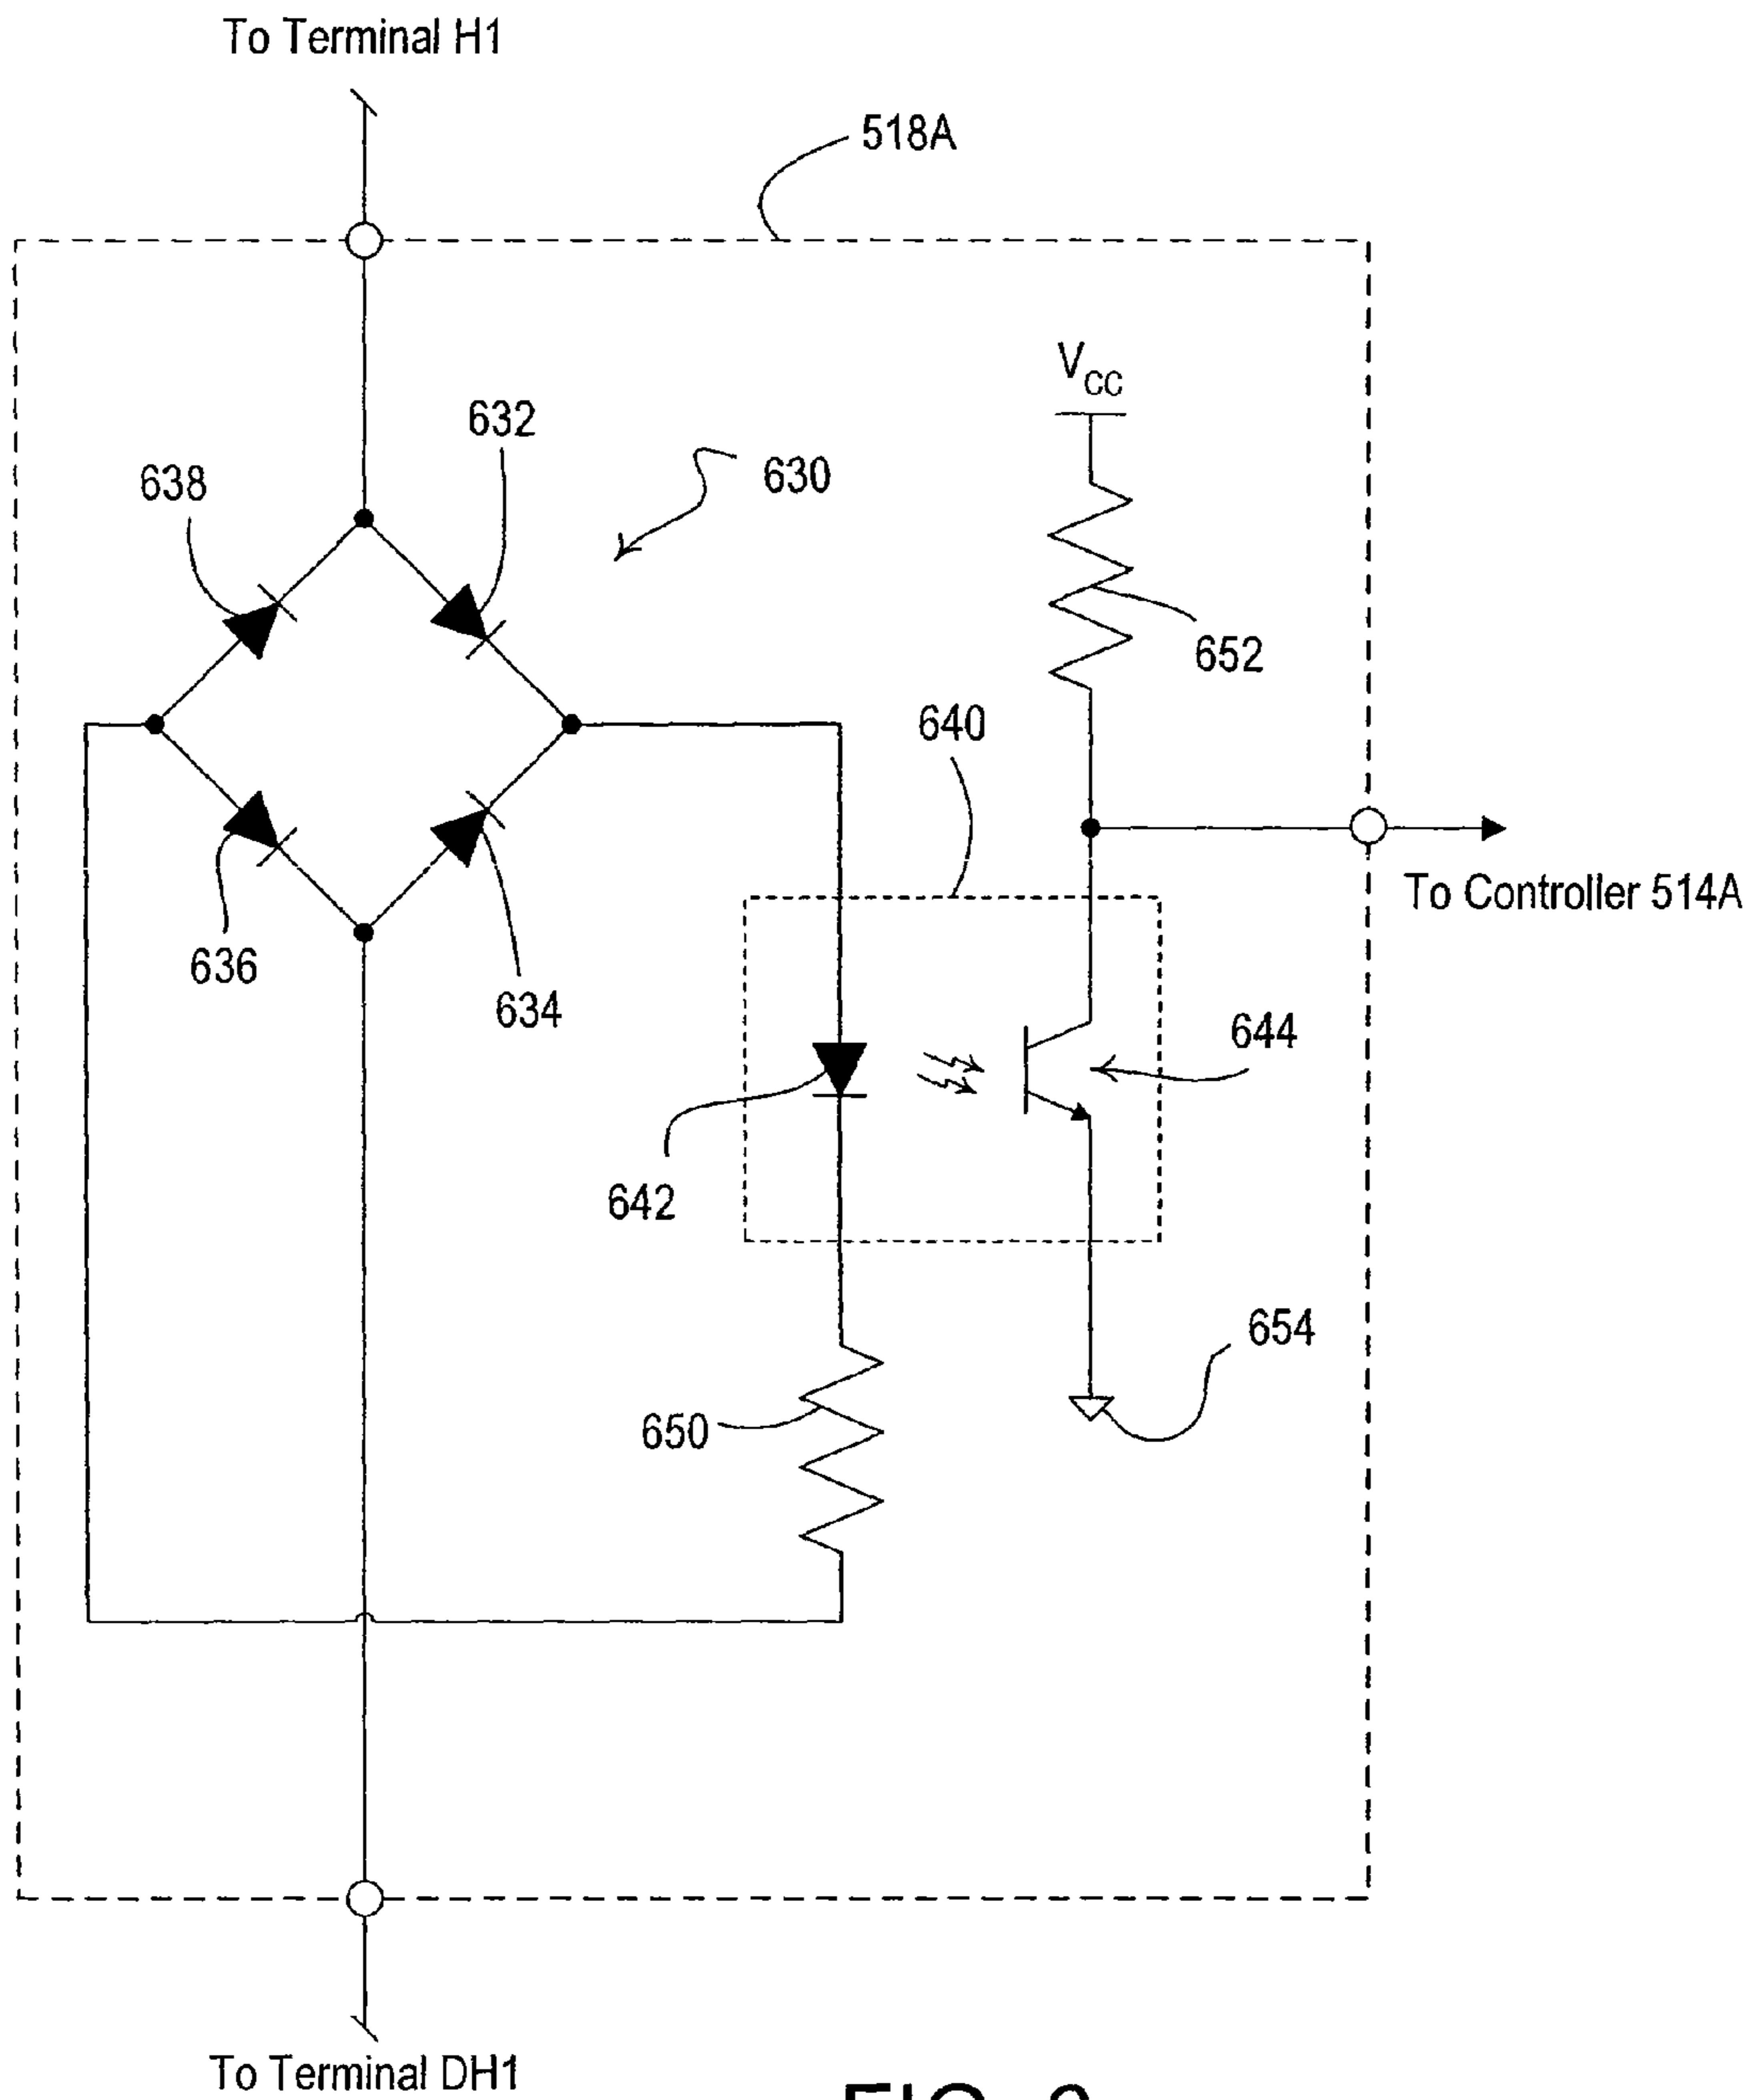 To Terminal H1
518A
V_CC
632
638
630
652
640
To Controller 514A
636
634
644
642
654
650
To Terminal DH1